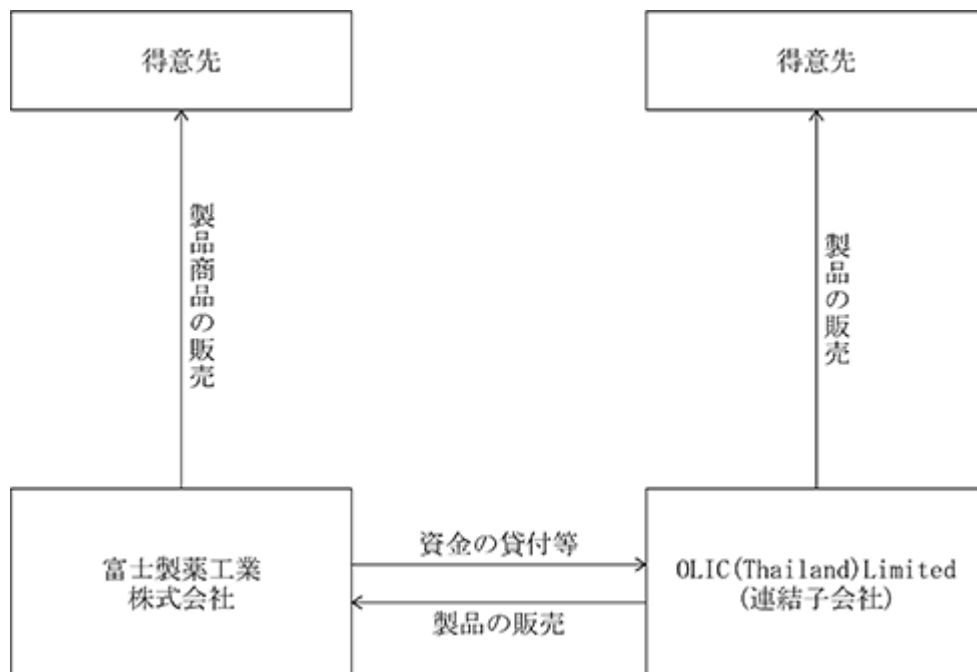 得意先
得意先
製品商品の販売
製品の販売
富士製薬工業
株式会社
資金の貸付等
製品の販売
OLIC(Thailand)Limited
(連結子会社)